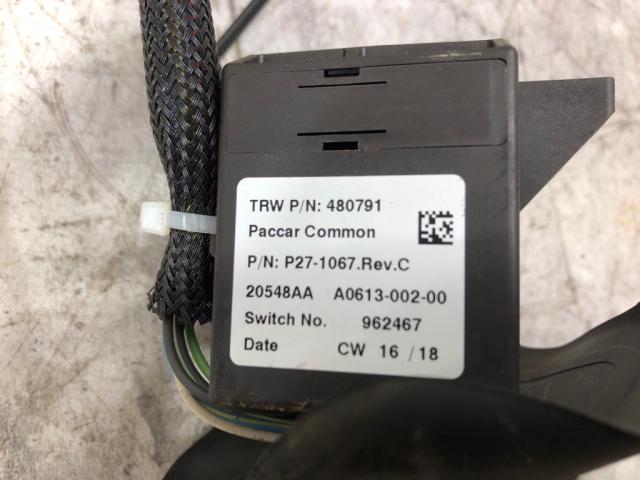 TRW P/N: 480791
Paccar Common
P/N: P27-1067.Rev.C
20548AA A0613-002-00
Switch No. 962467
Date CW 16 / 18